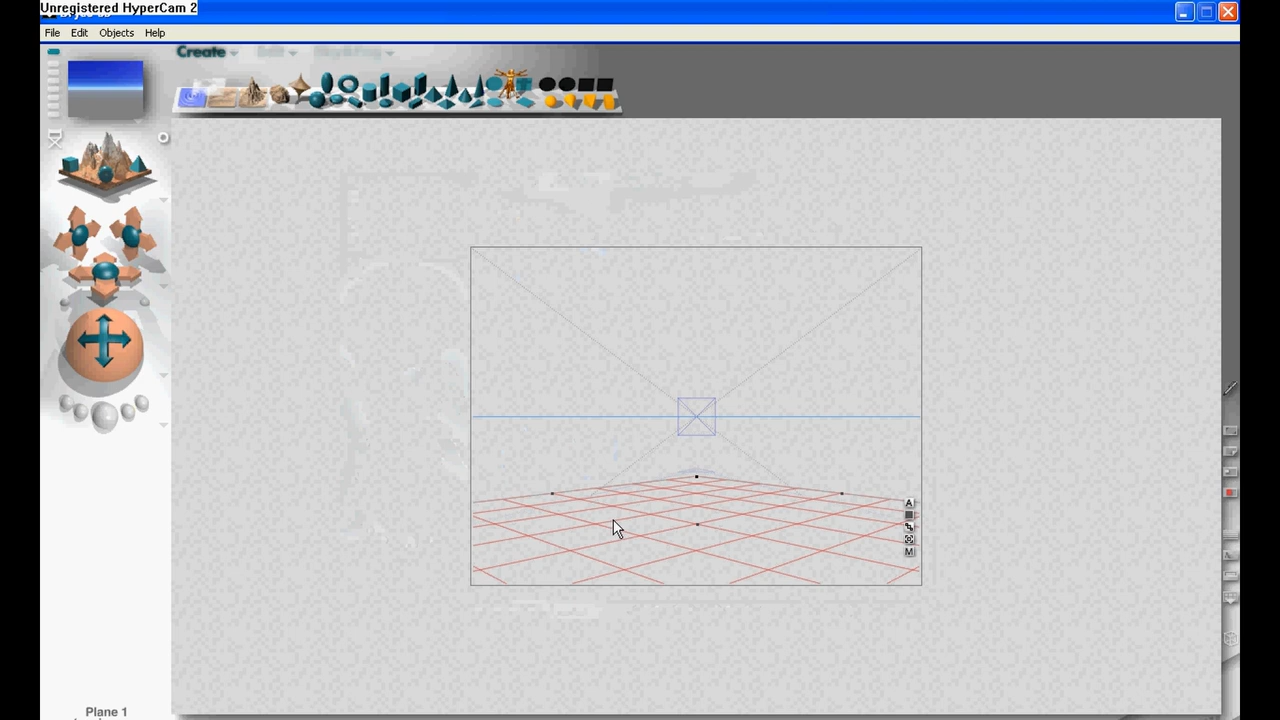 Unregistered HyperCam 2
File Edit Objects Help
Create
A
M
Plane 1